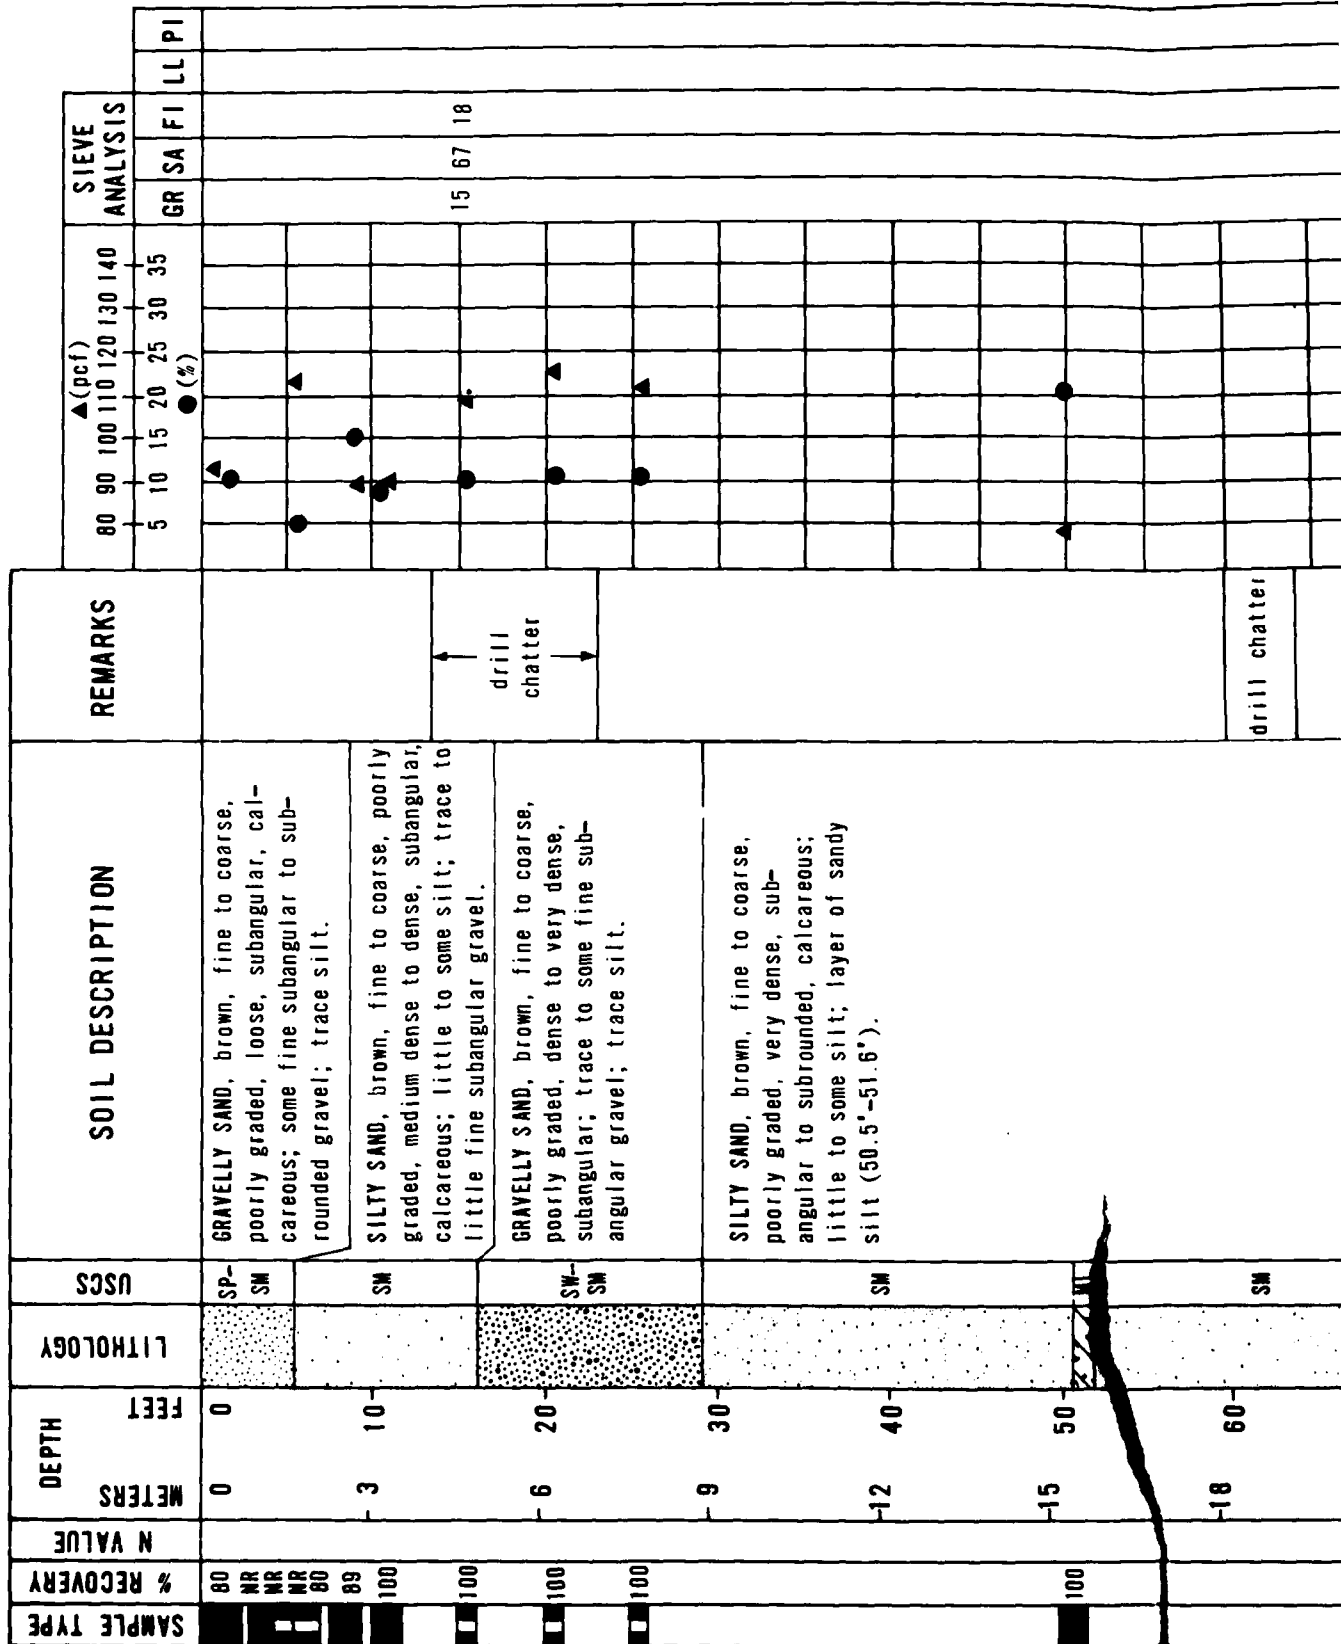 SAMPLE TYPE
% RECOVERY
N VALUE
DEPTH
METERS
FEET
LITHOLOGY
USCS
SOIL DESCRIPTION
REMARKS
▲(pcf)
80 90 100 110 120 130 140
5 10 15 20 25 30 35
●(%)
SIEVE
ANALYSIS
GR SA FI LL PI
80
NR
NR
NR
80
89
100
100
100
100
100
0
3
6
9
12
15
18
0
10
20
30
40
50
60
SP-
SM
SM
SW-
SM
SM
SM
GRAVELLY SAND, brown, fine to coarse,
poorly graded, loose, subangular, cal-
careous; some fine subangular to sub-
rounded gravel; trace silt.
SILTY SAND, brown, fine to coarse, poorly
graded, medium dense to dense, subangular,
calcareous; little to some silt; trace to
little fine subangular gravel.
GRAVELLY SAND, brown, fine to coarse,
poorly graded, dense to very dense,
subangular; trace to some fine sub-
angular gravel; trace silt.
SILTY SAND, brown, fine to coarse,
poorly graded, very dense, sub-
angular to subrounded, calcareous;
little to some silt; layer of sandy
silt (50.5'-51.6').
drill
chatter
drill chatter
15 67 18